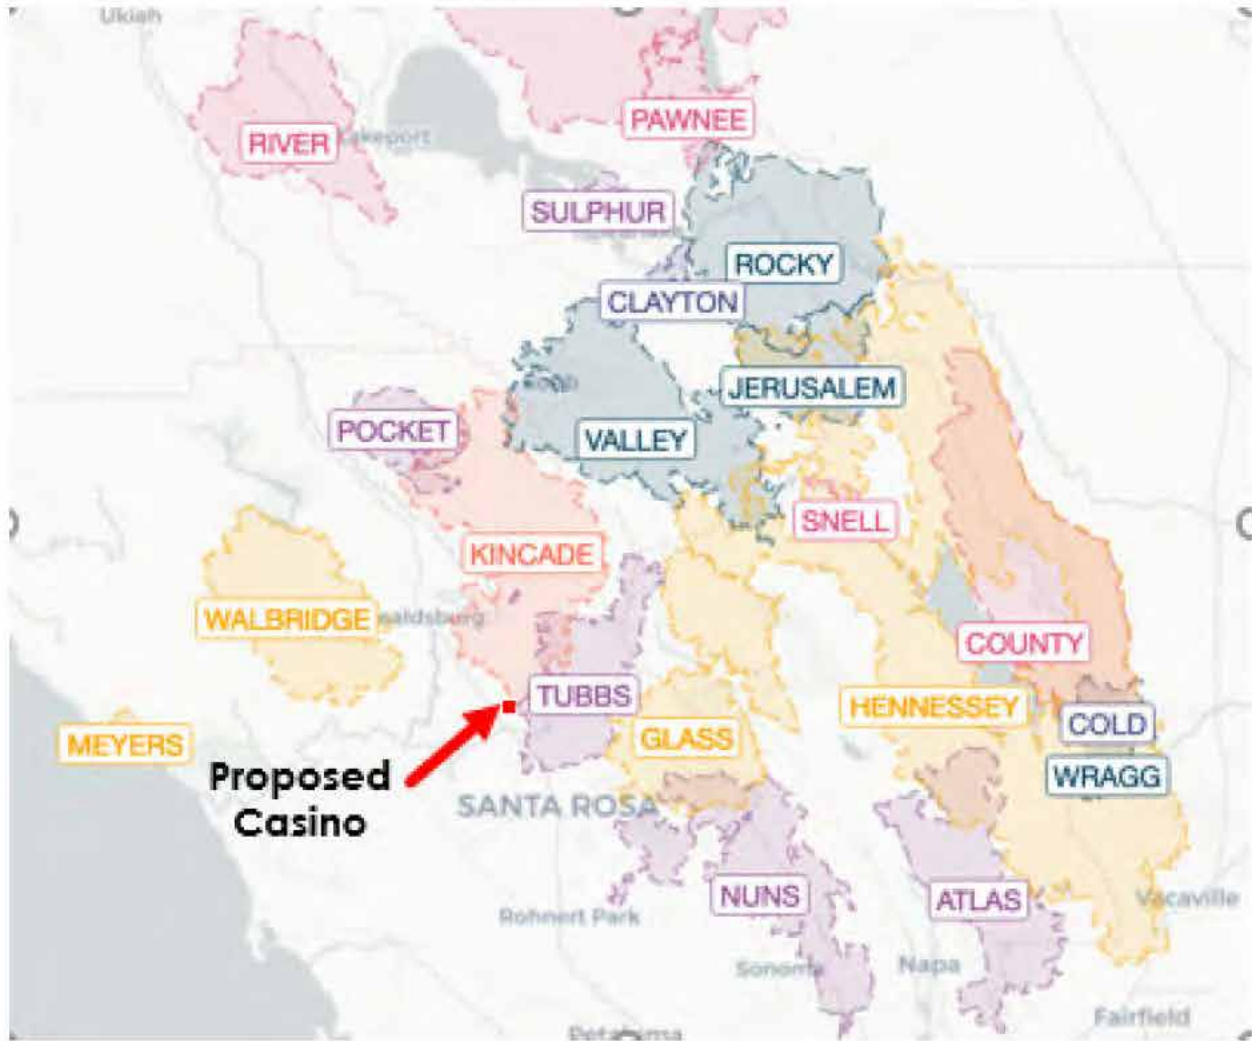 Ukiah
PAWNEE
RIVER
Lakeport
SULPHUR
ROCKY
CLAYTON
JERUSALEM
POCKET
VALLEY
SNELL
KINCADE
WALBRIDGE
aldsburg
COUNTY
TUBBS
HENNESSEY
MEYERS
GLASS
COLD
Proposed
Casino
WRAGG
SANTA ROSA
NUNS
ATLAS
Vacaville
Rohnert Park
Sonoma
Napa
Fairfield